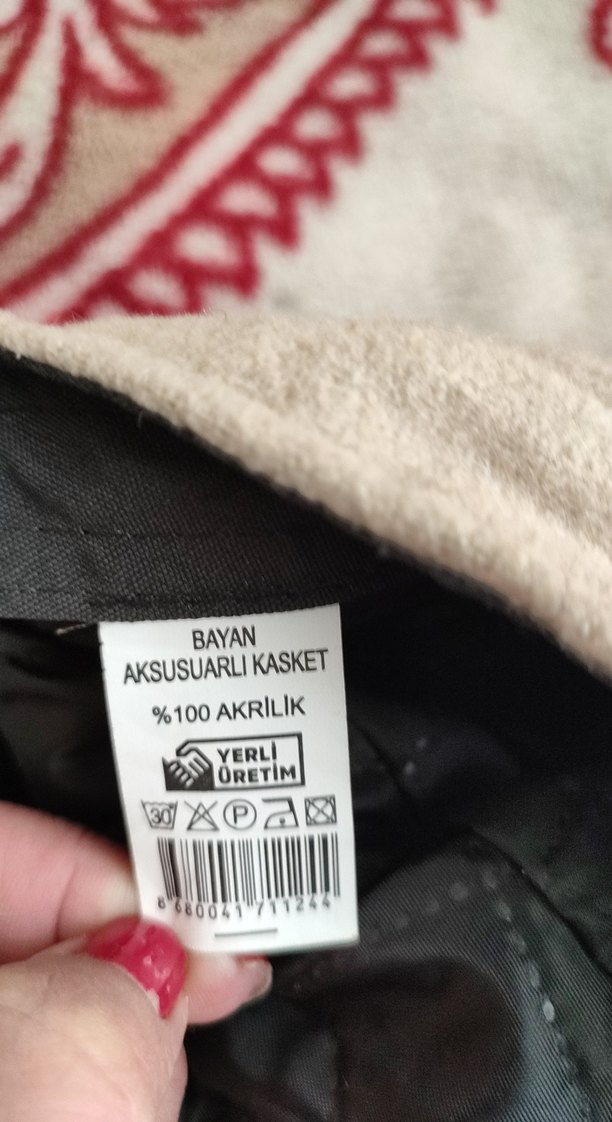 BAYAN
AKSUSUARLI KASKET
%100 AKRİLİK
YERLİ
ÜRETİM
30 P
8 680041 711244